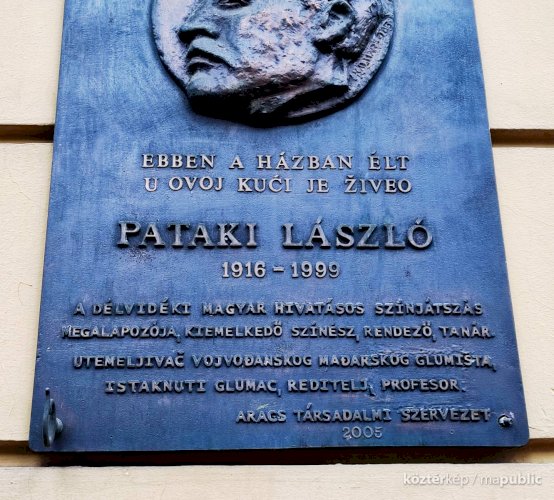 EBBEN A HÁZBAN ÉLT
U OVOJ KUĆI JE ŽIVEO
PATAKI LÁSZLÓ
1916 - 1999
A DÉLVIDÉKI MAGYAR HIVATÁSOS SZÍNJÁTSZÁS
MEGALAPOZÓJA, KIEMELKEDŐ SZÍNÉSZ, RENDEZŐ, TANÁR.
UTEMELJIVAČ VOJVOĐANSKOG MAĐARSKOG GLUMIŠTA,
ISTAKNUTI GLUMAC, REDITELJ, PROFESOR.
ARACS TÁRSADALMI SZERVEZET
2005
köztérkép / mapublic